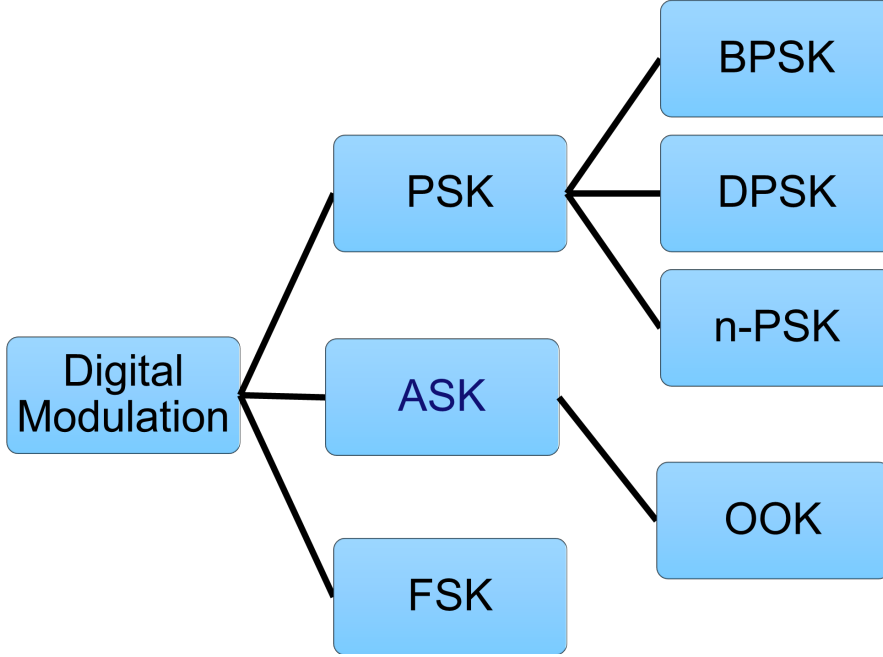 BPSK
PSK
DPSK
n-PSK
Digital
Modulation
ASK
OOK
FSK